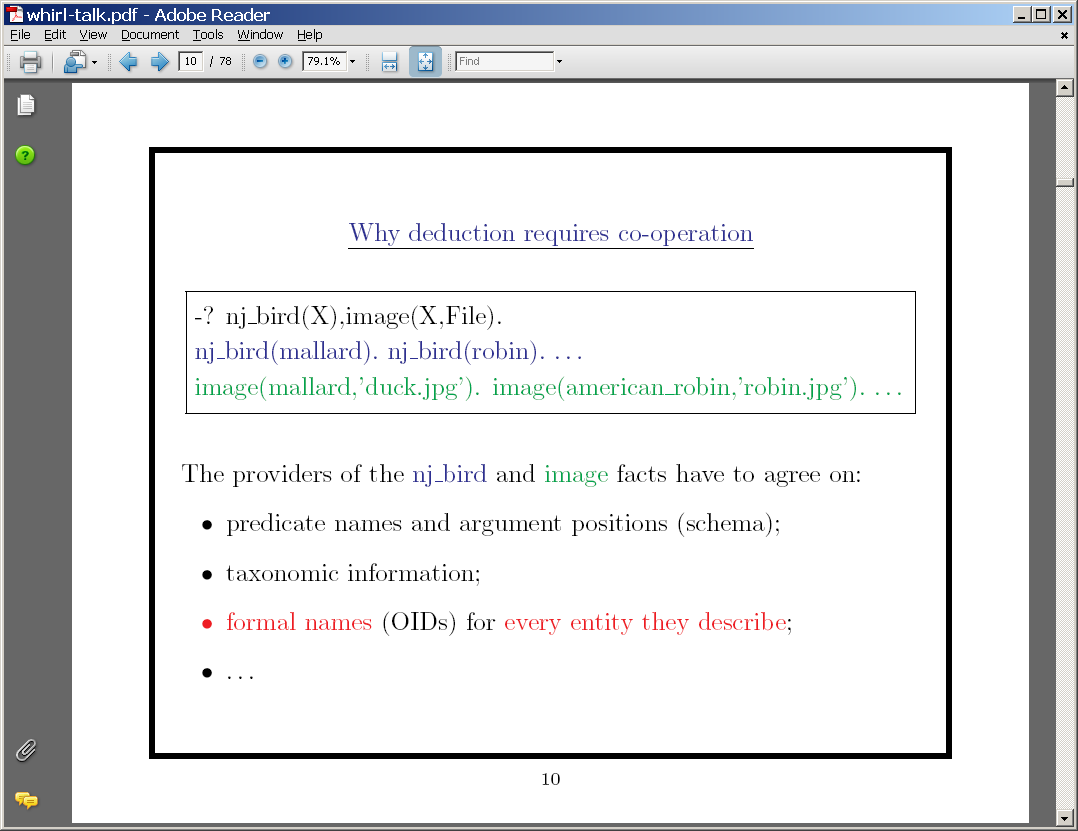 whirl-talk.pdf - Adobe Reader
File Edit View Document Tools Window Help
10 / 78 79.1% Find
Why deduction requires co-operation
-? nj_bird(X),image(X,File).
nj_bird(mallard). nj_bird(robin). ...
image(mallard,'duck.jpg'). image(american_robin,'robin.jpg'). ...
The providers of the nj_bird and image facts have to agree on:
• predicate names and argument positions (schema);
• taxonomic information;
• formal names (OIDs) for every entity they describe;
• ...
10